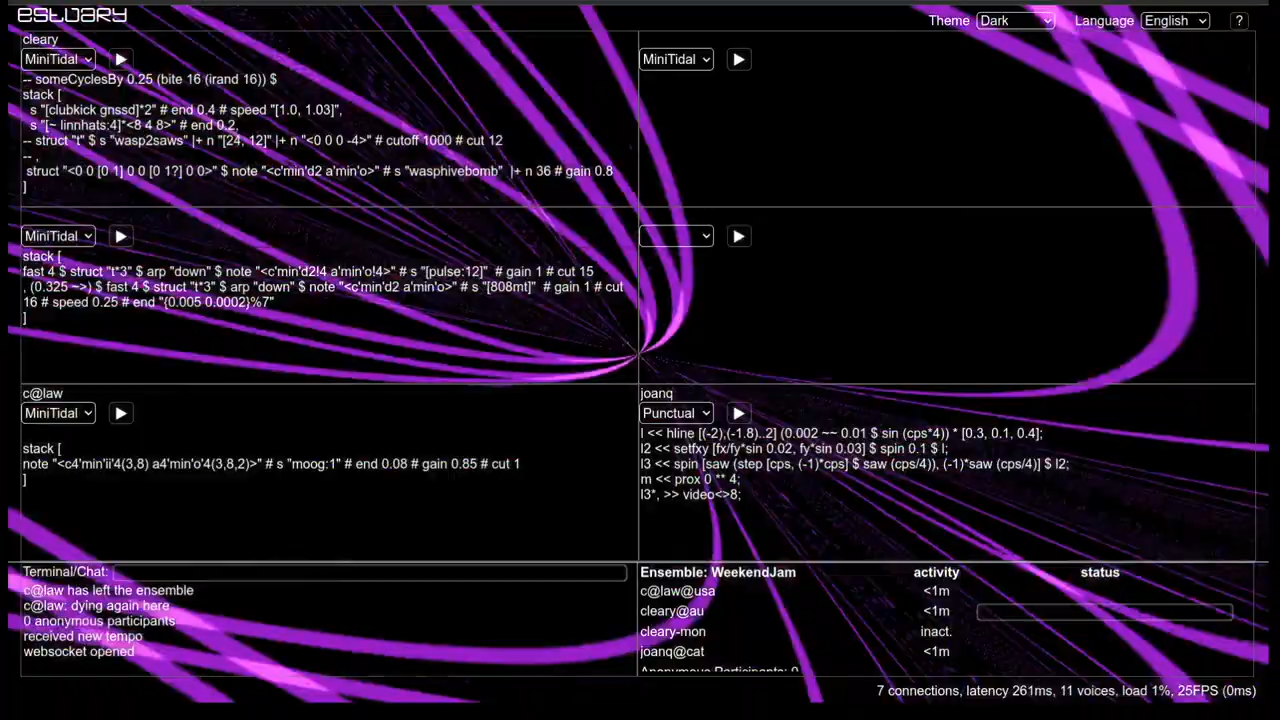 estuary
Theme Dark Language English ?
cleary
MiniTidal
-- someCyclesBy 0.25 (bite 16 (irand 16)) $
stack [
s "[clubkick gnssd]*2" # end 0.4 # speed "[1.0, 1.03]",
s "[~ linnhats:4]*<8 4 8>" # end 0.2,
-- struct "t" $ s "wasp2saws" |+ n "[24, 12]" |+ n "<0 0 0 -4>" # cutoff 1000 # cut 12
-- ,
struct "<0 0 [0 1] 0 0 [0 1?] 0 0>" $ note "<c'min'd2 a'min'o>" # s "wasphivebomb" |+ n 36 # gain 0.8
]
MiniTidal
MiniTidal
stack [
fast 4 $ struct "t*3" $ arp "down" $ note "<c'min'd2!4 a'min'o!4>" # s "[pulse:12]" # gain 1 # cut 15
, (0.325 ~>) $ fast 4 $ struct "t*3" $ arp "down" $ note "<c'min'd2 a'min'o>" # s "[808mt]" # gain 1 # cut
16 # speed 0.25 # end "{0.005 0.0002}%7"
]
c@law
MiniTidal
stack [
note "<c4'min'ii'4(3,8) a4'min'o'4(3,8,2)>" # s "moog:1" # end 0.08 # gain 0.85 # cut 1
]
joanq
Punctual
l << hline [(-2),(-1.8)..2] (0.002 ~~ 0.01 $ sin (cps*4)) * [0.3, 0.1, 0.4];
l2 << setfxy [fx/fy*sin 0.02, fy*sin 0.03] $ spin 0.1 $ l;
l3 << spin [saw (step [cps, (-1)*cps] $ saw (cps/4)), (-1)*saw (cps/4)] $ l2;
m << prox 0 ** 4;
l3*, >> video<>8;
Terminal/Chat:
c@law has left the ensemble
c@law: dying again here
0 anonymous participants
received new tempo
websocket opened
Ensemble: WeekendJam activity status
c@law@usa <1m
cleary@au <1m
cleary-mon inact.
joanq@cat <1m
Anonymous Participants: 0
7 connections, latency 261ms, 11 voices, load 1%, 25FPS (0ms)